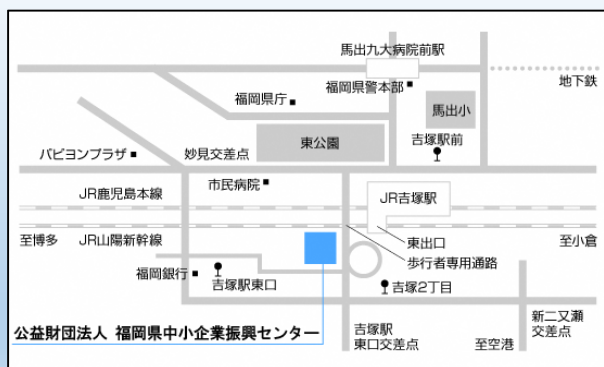 馬出九大病院前駅
地下鉄
福岡県警本部
福岡県庁
馬出小
東公園
吉塚駅前
パピヨンプラザ
妙見交差点
市民病院
JR吉塚駅
JR鹿児島本線
至博多
JR山陽新幹線
東出口
至小倉
歩行者専用通路
福岡銀行
吉塚駅東口
吉塚2丁目
公益財団法人 福岡県中小企業振興センター
吉塚駅
東口交差点
至空港
新二又瀬
交差点